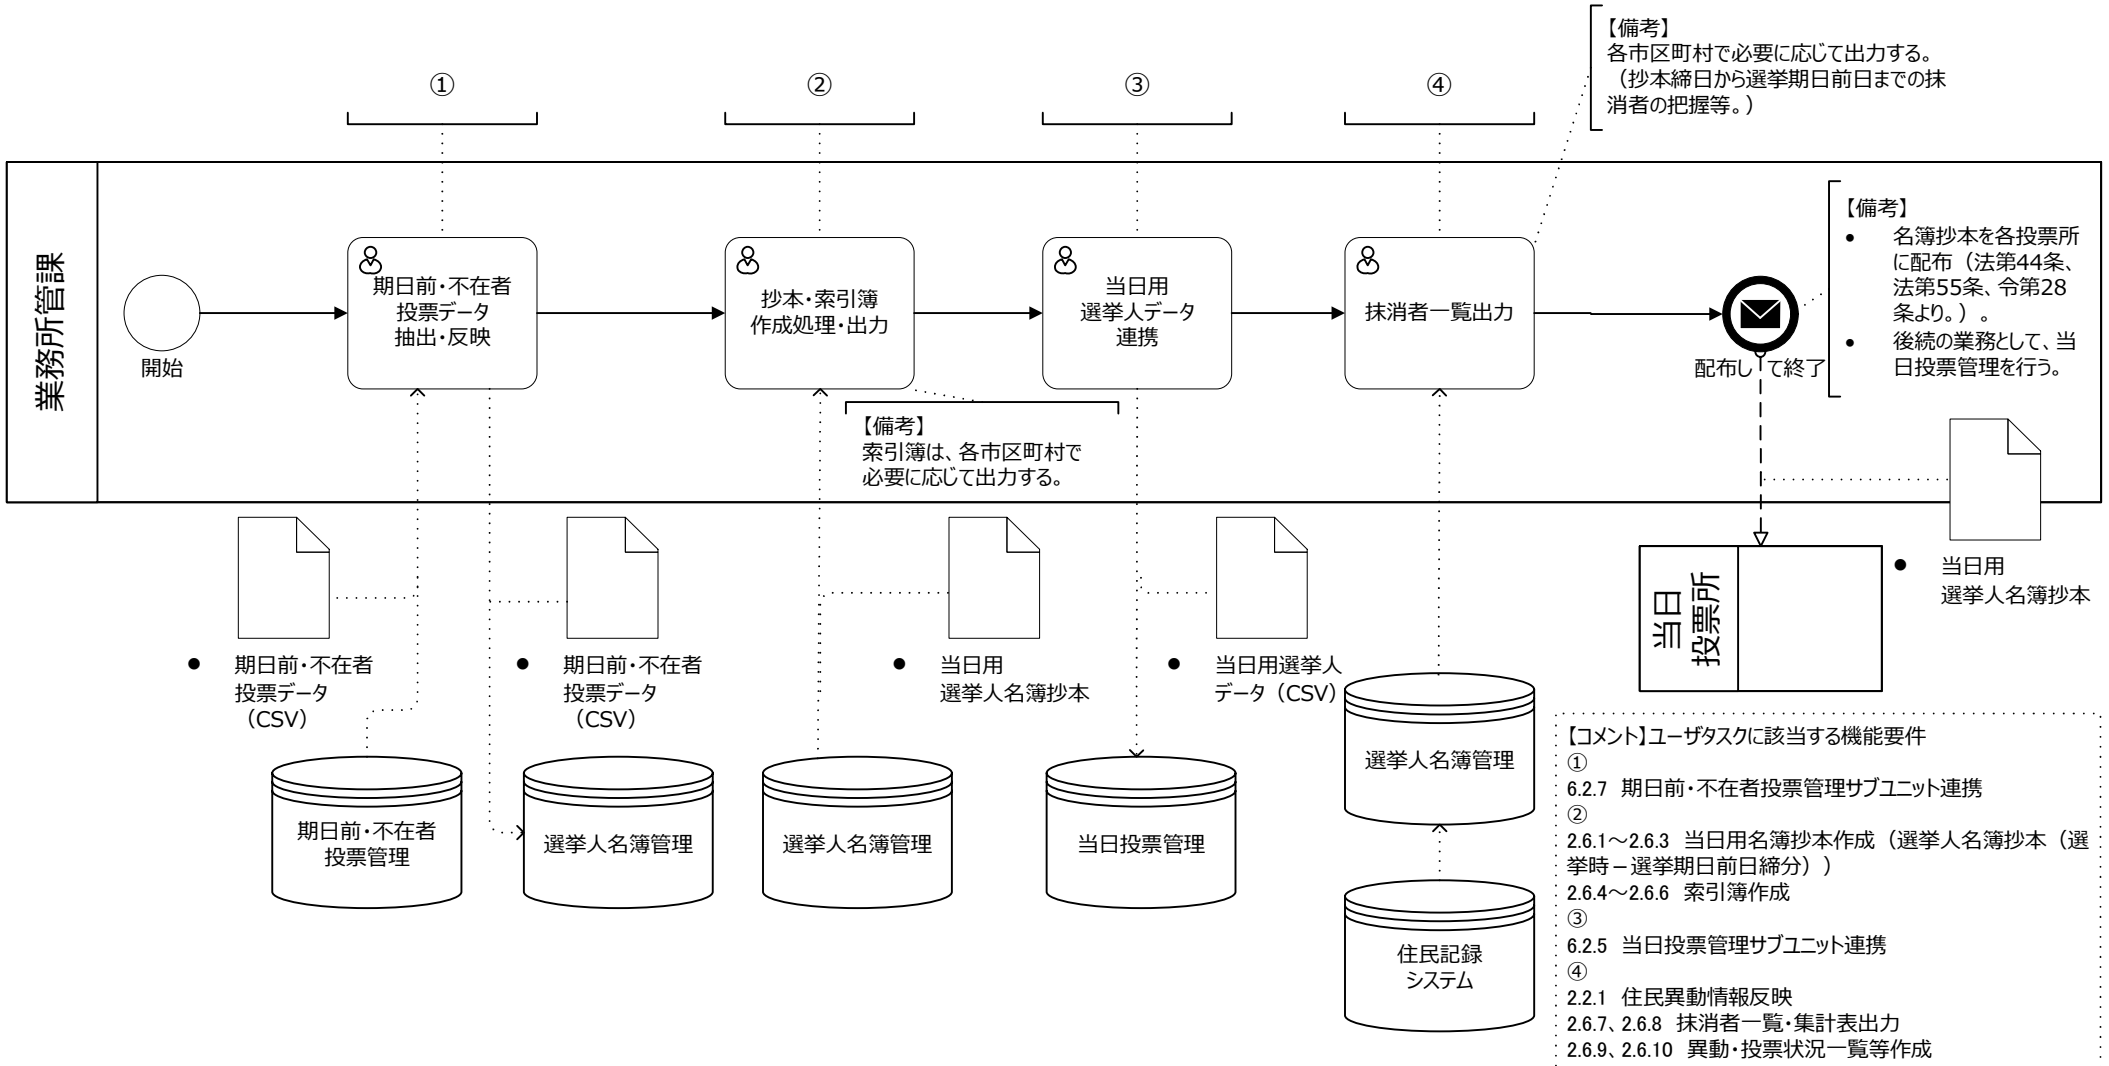 【備考】
各市区町村で必要に応じて出力する。
（抄本締日から選挙期日前日までの抹
消者の把握等。）
①
②
③
④
業務所管課
開始
期日前・不在者
投票データ
抽出・反映
抄本・索引簿
作成処理・出力
当日用
選挙人データ
連携
抹消者一覧出力
配布して終了
【備考】
• 名簿抄本を各投票所
に配布（法第44条、
法第55条、令第28
条より。）。
• 後続の業務として、当
日投票管理を行う。
【備考】
索引簿は、各市区町村で
必要に応じて出力する。
● 期日前・不在者
投票データ
（CSV）
● 期日前・不在者
投票データ
（CSV）
● 当日用
選挙人名簿抄本
● 当日用選挙人
データ（CSV）
当日
投票所
● 当日用
選挙人名簿抄本
期日前・不在者
投票管理
選挙人名簿管理
選挙人名簿管理
当日投票管理
選挙人名簿管理
住民記録
システム
【コメント】ユーザタスクに該当する機能要件
①
6.2.7 期日前・不在者投票管理サブユニット連携
②
2.6.1～2.6.3 当日用名簿抄本作成（選挙人名簿抄本（選
挙時－選挙期日前日締分））
2.6.4～2.6.6 索引簿作成
③
6.2.5 当日投票管理サブユニット連携
④
2.2.1 住民異動情報反映
2.6.7、2.6.8 抹消者一覧・集計表出力
2.6.9、2.6.10 異動・投票状況一覧等作成